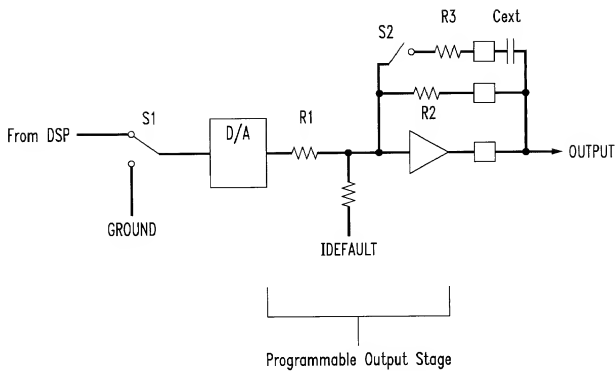 R3
Cext
S2
S1
D/A
R1
R2
From DSP
OUTPUT
GROUND
IDEFAULT
Programmable Output Stage